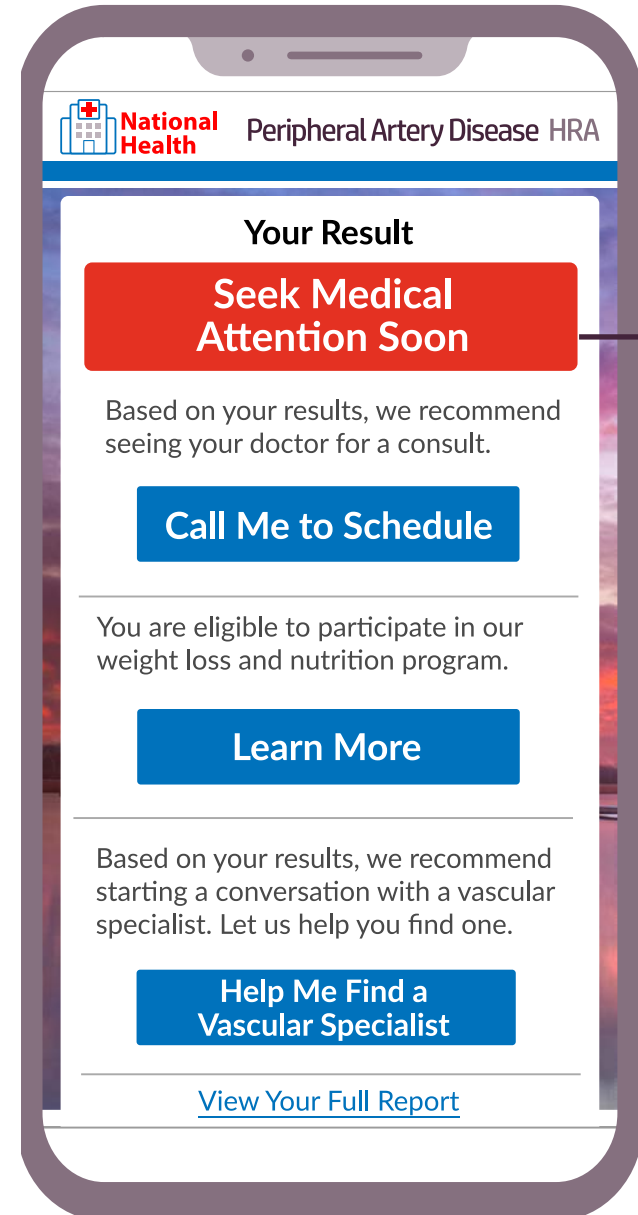 National
Health
Peripheral Artery Disease HRA
Your Result
Seek Medical
Attention Soon
Based on your results, we recommend
seeing your doctor for a consult.
Call Me to Schedule
You are eligible to participate in our
weight loss and nutrition program.
Learn More
Based on your results, we recommend
starting a conversation with a vascular
specialist. Let us help you find one.
Help Me Find a
Vascular Specialist
View Your Full Report